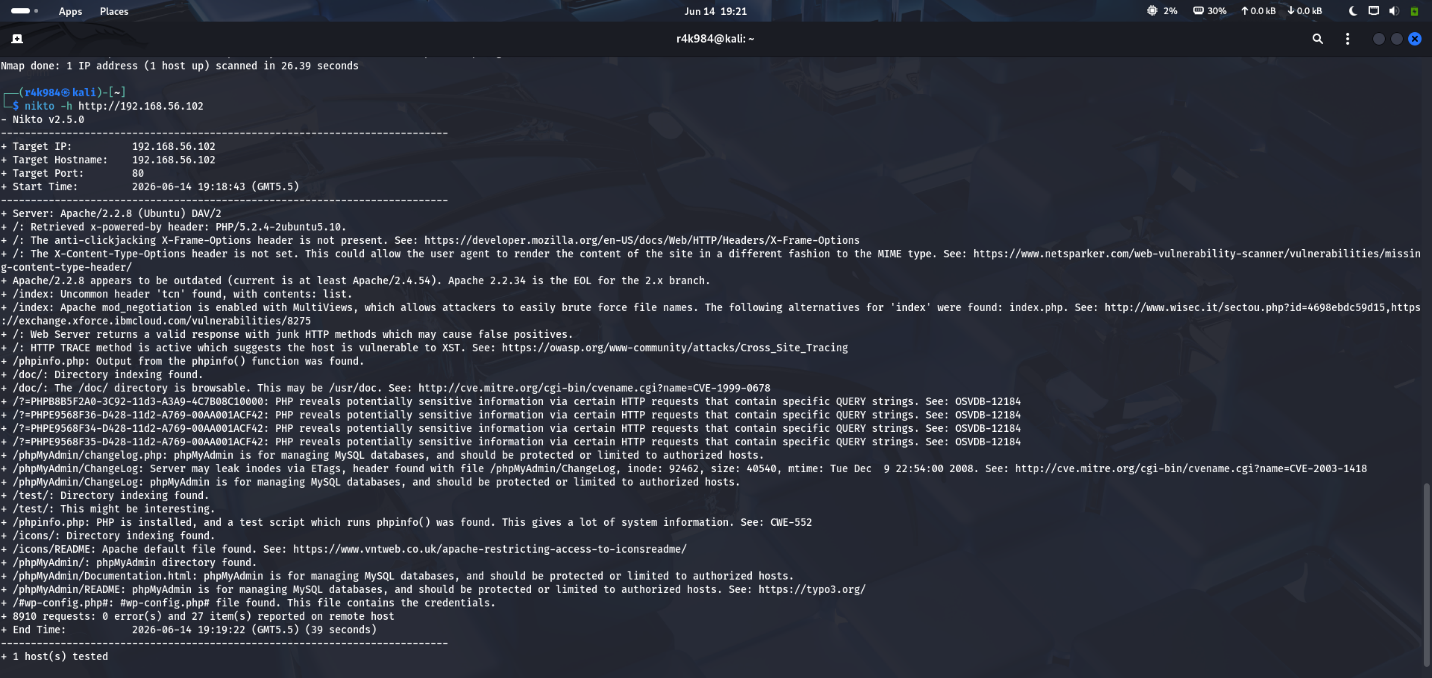 Apps Places Jun 14 19:21 2% 30% ↑0.0 kB ↓0.0 kB
r4k984@kali: ~
Nmap done: 1 IP address (1 host up) scanned in 26.39 seconds
┌──(r4k984㉿kali)-[~]
└─$ nikto -h http://192.168.56.102
- Nikto v2.5.0
---------------------------------------------------------------------------
+ Target IP:          192.168.56.102
+ Target Hostname:    192.168.56.102
+ Target Port:        80
+ Start Time:         2026-06-14 19:18:43 (GMT5.5)
---------------------------------------------------------------------------
+ Server: Apache/2.2.8 (Ubuntu) DAV/2
+ /: Retrieved x-powered-by header: PHP/5.2.4-2ubuntu5.10.
+ /: The anti-clickjacking X-Frame-Options header is not present. See: https://developer.mozilla.org/en-US/docs/Web/HTTP/Headers/X-Frame-Options
+ /: The X-Content-Type-Options header is not set. This could allow the user agent to render the content of the site in a different fashion to the MIME type. See: https://www.netsparker.com/web-vulnerability-scanner/vulnerabilities/missin
g-content-type-header/
+ Apache/2.2.8 appears to be outdated (current is at least Apache/2.4.54). Apache 2.2.34 is the EOL for the 2.x branch.
+ /index: Uncommon header 'tcn' found, with contents: list.
+ /index: Apache mod_negotiation is enabled with MultiViews, which allows attackers to easily brute force file names. The following alternatives for 'index' were found: index.php. See: http://www.wisec.it/sectou.php?id=4698ebdc59d15,https
://exchange.xforce.ibmcloud.com/vulnerabilities/8275
+ /: Web Server returns a valid response with junk HTTP methods which may cause false positives.
+ /: HTTP TRACE method is active which suggests the host is vulnerable to XST. See: https://owasp.org/www-community/attacks/Cross_Site_Tracing
+ /phpinfo.php: Output from the phpinfo() function was found.
+ /doc/: Directory indexing found.
+ /doc/: The /doc/ directory is browsable. This may be /usr/doc. See: http://cve.mitre.org/cgi-bin/cvename.cgi?name=CVE-1999-0678
+ /?=PHPB8B5F2A0-3C92-11d3-A3A9-4C7B08C10000: PHP reveals potentially sensitive information via certain HTTP requests that contain specific QUERY strings. See: OSVDB-12184
+ /?=PHPE9568F36-D428-11d2-A769-00AA001ACF42: PHP reveals potentially sensitive information via certain HTTP requests that contain specific QUERY strings. See: OSVDB-12184
+ /?=PHPE9568F34-D428-11d2-A769-00AA001ACF42: PHP reveals potentially sensitive information via certain HTTP requests that contain specific QUERY strings. See: OSVDB-12184
+ /?=PHPE9568F35-D428-11d2-A769-00AA001ACF42: PHP reveals potentially sensitive information via certain HTTP requests that contain specific QUERY strings. See: OSVDB-12184
+ /phpMyAdmin/changelog.php: phpMyAdmin is for managing MySQL databases, and should be protected or limited to authorized hosts.
+ /phpMyAdmin/ChangeLog: Server may leak inodes via ETags, header found with file /phpMyAdmin/ChangeLog, inode: 92462, size: 40540, mtime: Tue Dec  9 22:54:00 2008. See: http://cve.mitre.org/cgi-bin/cvename.cgi?name=CVE-2003-1418
+ /phpMyAdmin/ChangeLog: phpMyAdmin is for managing MySQL databases, and should be protected or limited to authorized hosts.
+ /test/: Directory indexing found.
+ /test/: This might be interesting.
+ /phpinfo.php: PHP is installed, and a test script which runs phpinfo() was found. This gives a lot of system information. See: CWE-552
+ /icons/: Directory indexing found.
+ /icons/README: Apache default file found. See: https://www.vntweb.co.uk/apache-restricting-access-to-iconsreadme/
+ /phpMyAdmin/: phpMyAdmin directory found.
+ /phpMyAdmin/Documentation.html: phpMyAdmin is for managing MySQL databases, and should be protected or limited to authorized hosts.
+ /phpMyAdmin/README: phpMyAdmin is for managing MySQL databases, and should be protected or limited to authorized hosts. See: https://typo3.org/
+ /#wp-config.php#: #wp-config.php# file found. This file contains the credentials.
+ 8910 requests: 0 error(s) and 27 item(s) reported on remote host
+ End Time:           2026-06-14 19:19:22 (GMT5.5) (39 seconds)
---------------------------------------------------------------------------
+ 1 host(s) tested